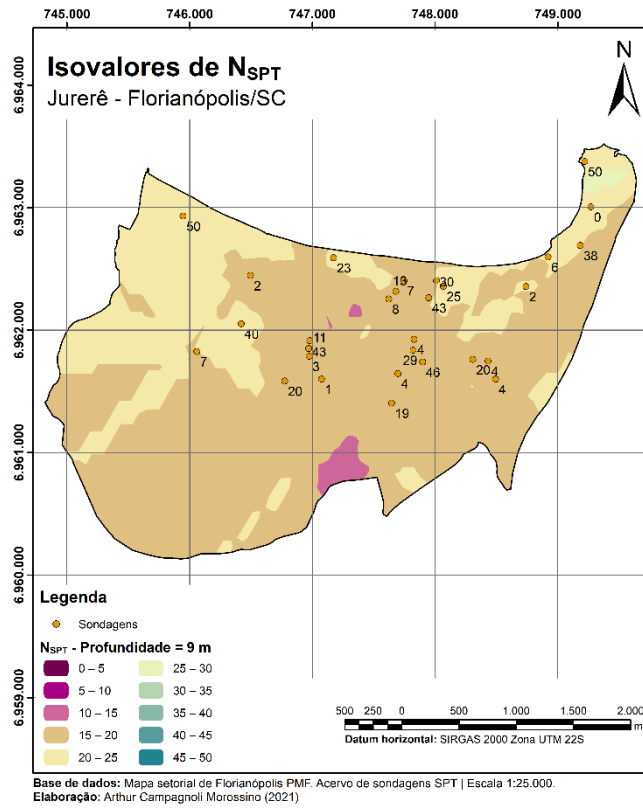 745.000 746.000 747.000 748.000 749.000
Isovalores de NSPT
Jurerê - Florianópolis/SC
N
6.964.000
6.963.000
6.962.000
6.961.000
6.960.000
6.959.000
50
0
50
38
23
6
2
13 7
30
25
2
8
43
40
11
43
4
7
3
29
46
20 4
20
1
4
4
19
Legenda
Sondagens
NSPT - Profundidade = 9 m
0 – 5 25 – 30
5 – 10 30 – 35
10 – 15 35 – 40
15 – 20 40 – 45
20 – 25 45 – 50
500 250 0 500 1.000 1.500 2.000
m
Datum horizontal: SIRGAS 2000 Zona UTM 22S
Base de dados: Mapa setorial de Florianópolis PMF. Acervo de sondagens SPT | Escala 1:25.000.
Elaboração: Arthur Campagnoli Morossino (2021)